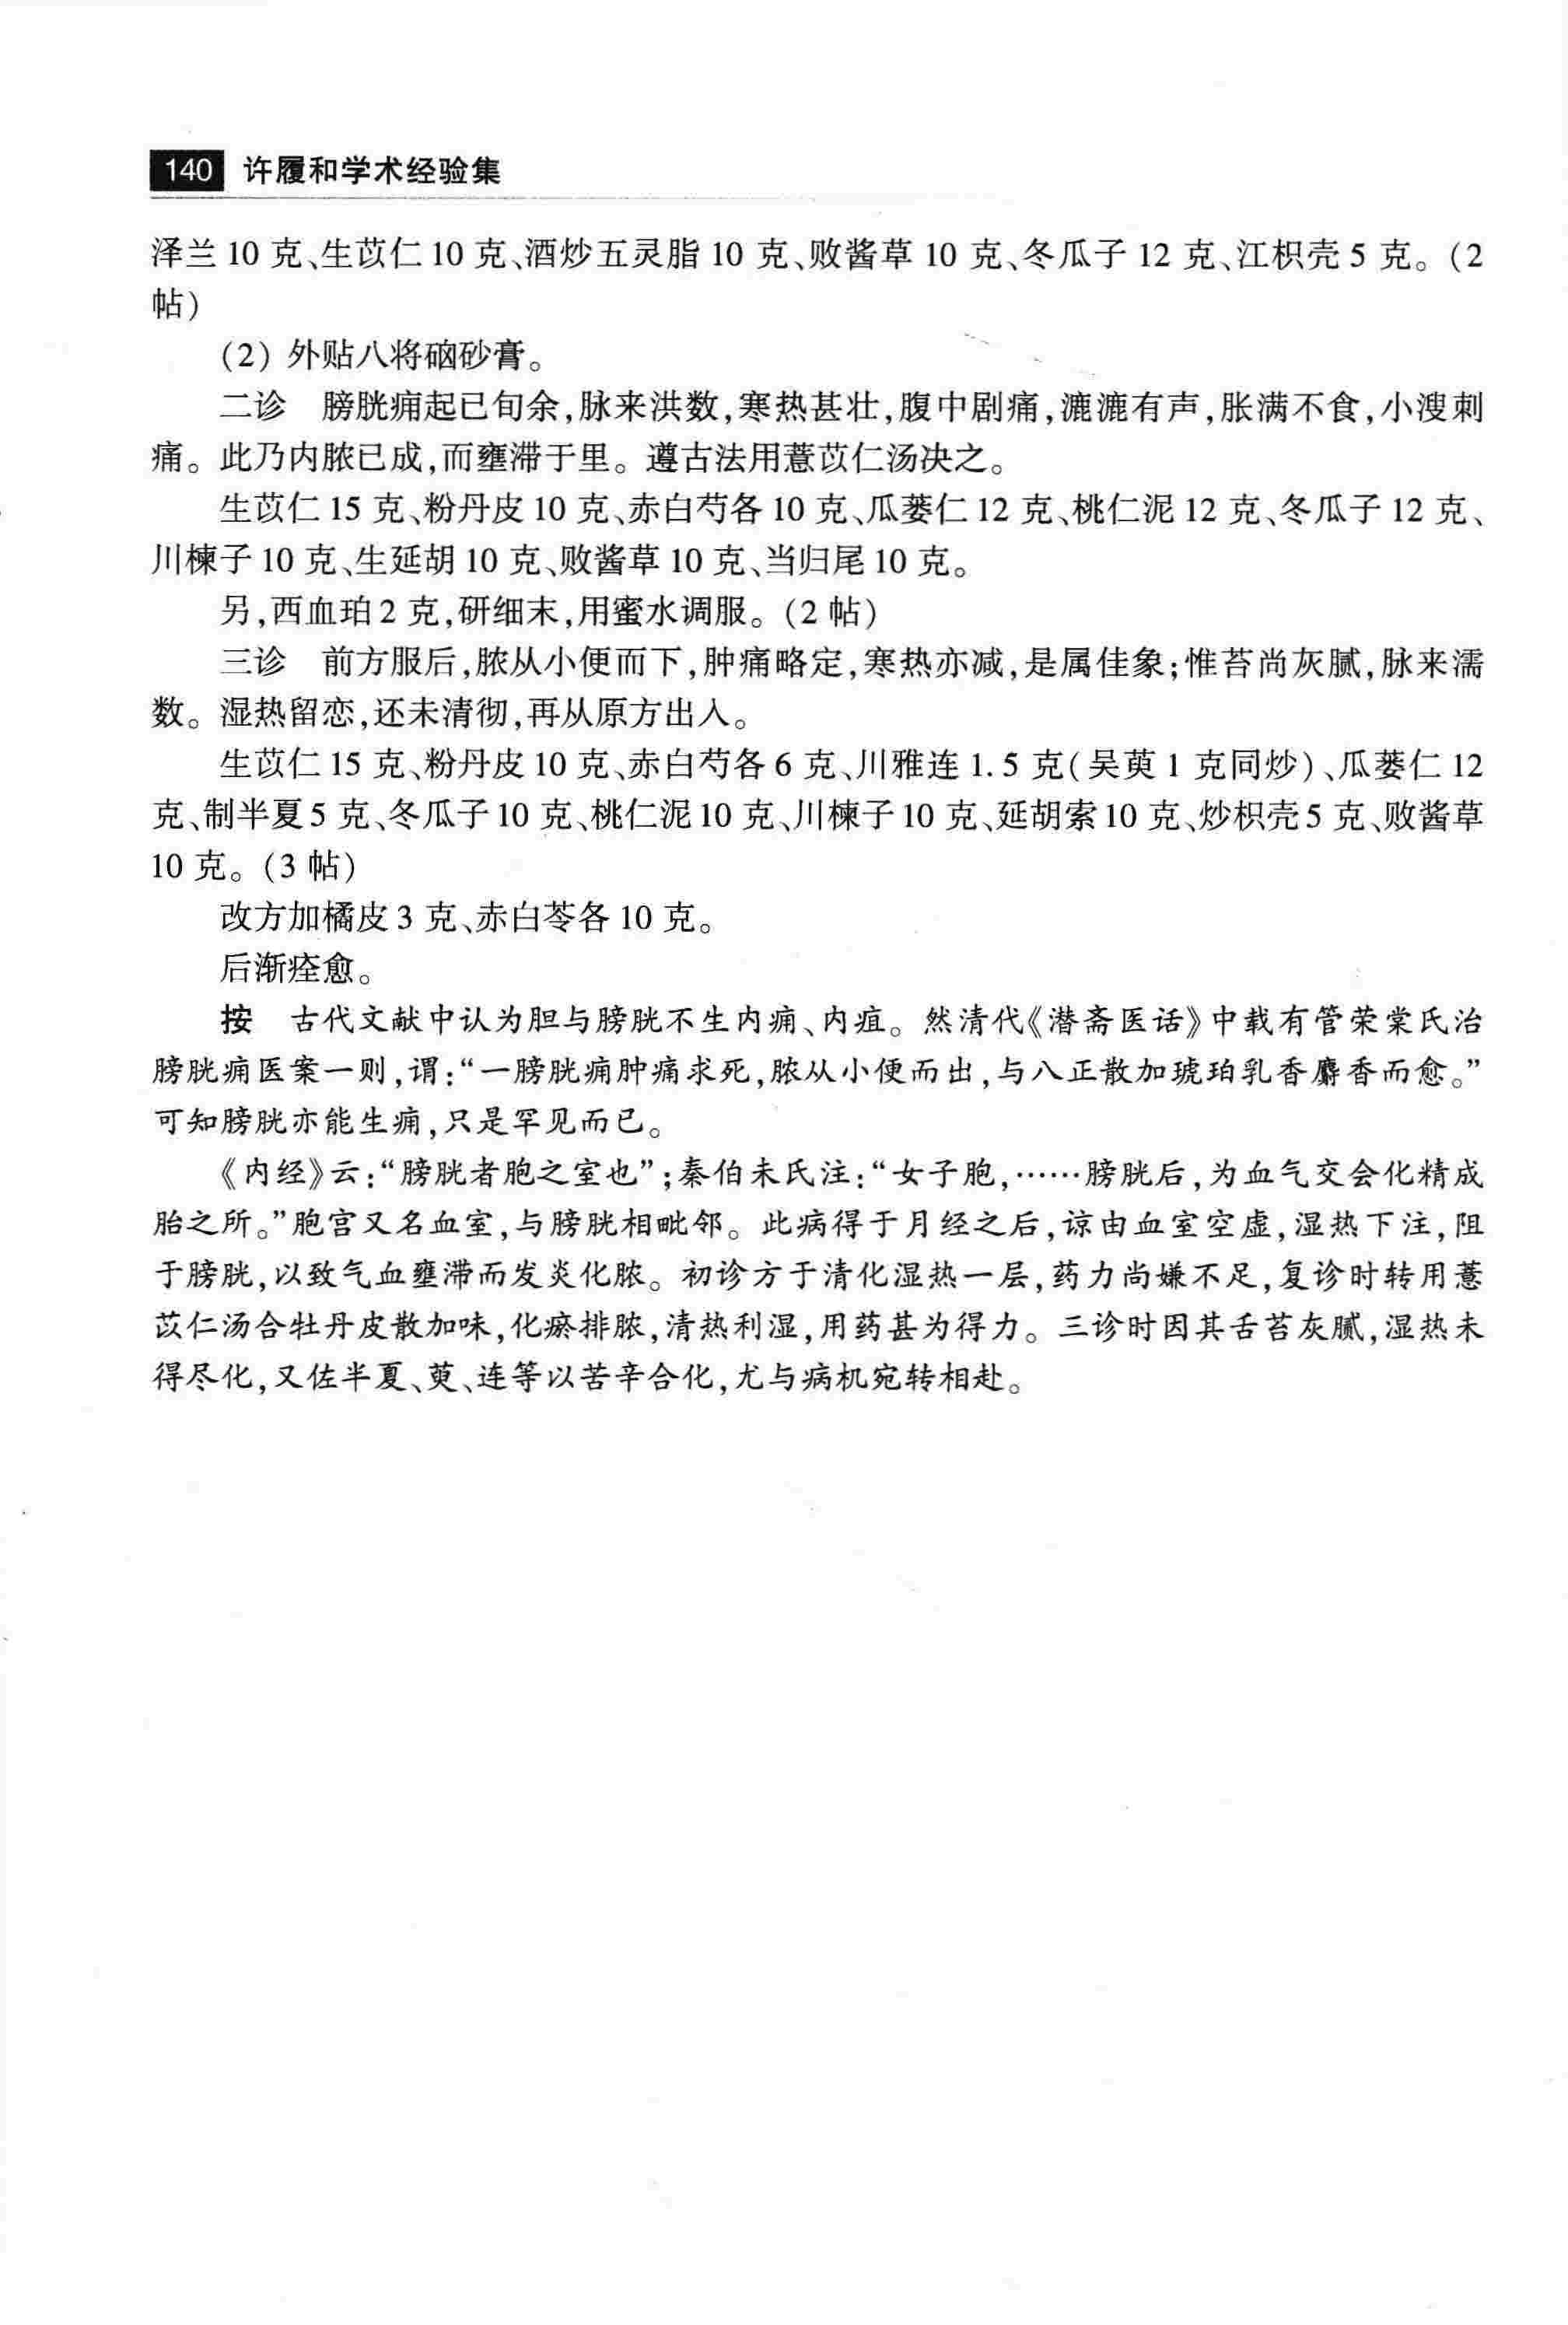 140 许履和学术经验集
泽兰 10 克、生苡仁 10 克、酒炒五灵脂 10 克、败酱草 10 克、冬瓜子 12 克、江枳壳 5 克。(2
帖)
(2) 外贴八将硇砂膏。
二诊 膀胱痈起已旬余,脉来洪数,寒热甚壮,腹中剧痛,漉漉有声,胀满不食,小溲刺
痛。此乃内脓已成,而壅滞于里。遵古法用薏苡仁汤决之。
生苡仁 15 克、粉丹皮 10 克、赤白芍各 10 克、瓜蒌仁 12 克、桃仁泥 12 克、冬瓜子 12 克、
川楝子 10 克、生延胡 10 克、败酱草 10 克、当归尾 10 克。
另,西血珀 2 克,研细末,用蜜水调服。(2 帖)
三诊 前方服后,脓从小便而下,肿痛略定,寒热亦减,是属佳象;惟苔尚灰腻,脉来濡
数。湿热留恋,还未清彻,再从原方出入。
生苡仁 15 克、粉丹皮 10 克、赤白芍各 6 克、川雅连 1.5 克(吴萸 1 克同炒)、瓜蒌仁 12
克、制半夏 5 克、冬瓜子 10 克、桃仁泥 10 克、川楝子 10 克、延胡索 10 克、炒枳壳 5 克、败酱草
10 克。(3 帖)
改方加橘皮 3 克、赤白苓各 10 克。
后渐痊愈。
按 古代文献中认为胆与膀胱不生内痈、内疽。然清代《潜斋医话》中载有管荣棠氏治
膀胱痈医案一则,谓:“一膀胱痈肿痛求死,脓从小便而出,与八正散加琥珀乳香麝香而愈。”
可知膀胱亦能生痈,只是罕见而已。
《内经》云:“膀胱者胞之室也”;秦伯未氏注:“女子胞,……膀胱后,为血气交会化精成
胎之所。”胞宫又名血室,与膀胱相毗邻。此病得于月经之后,谅由血室空虚,湿热下注,阻
于膀胱,以致气血壅滞而发炎化脓。初诊方于清化湿热一层,药力尚嫌不足,复诊时转用薏
苡仁汤合牡丹皮散加味,化瘀排脓,清热利湿,用药甚为得力。三诊时因其舌苔灰腻,湿热未
得尽化,又佐半夏、萸、连等以苦辛合化,尤与病机宛转相赴。